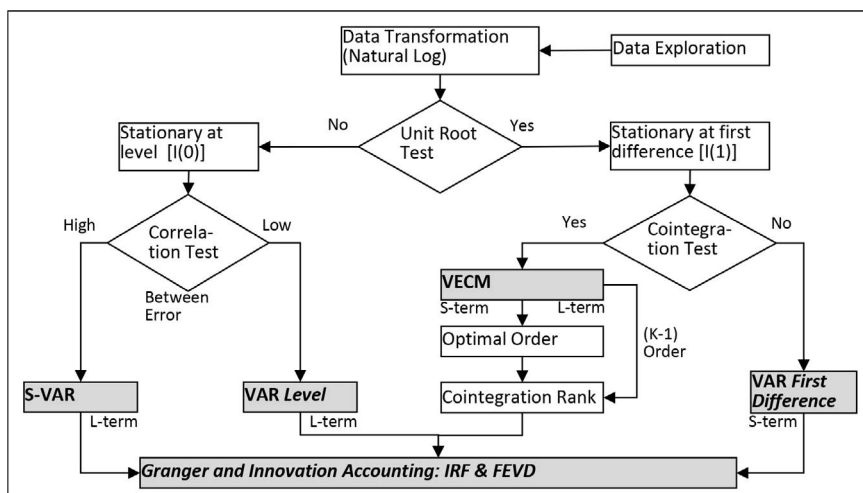 Data Transformation
(Natural Log)
Data Exploration
No
Unit Root
Test
Yes
Stationary at
level [I(0)]
Stationary at first
difference [I(1)]
High
Correla-
tion Test
Low
Between
Error
Yes
Cointegra-
tion Test
No
VECM
S-term
L-term
Optimal Order
(K-1)
Order
Cointegration Rank
S-VAR
L-term
VAR Level
L-term
VAR First
Difference
S-term
Granger and Innovation Accounting: IRF & FEVD